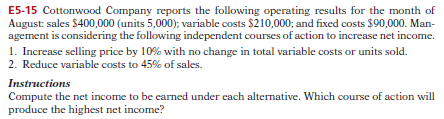 E5-15 Cottonwood Company reports the following operating results for the month of
August: sales $400,000 (units 5,000); variable costs $210,000; and fixed costs $90,000. Man-
agement is considering the following independent courses of action to increase net income.
1. Increase selling price by 10% with no change in total variable costs or units sold.
2. Reduce variable costs to 45% of sales.
Instructions
Compute the net income to be earned under each alternative. Which course of action will
produce the highest net income?